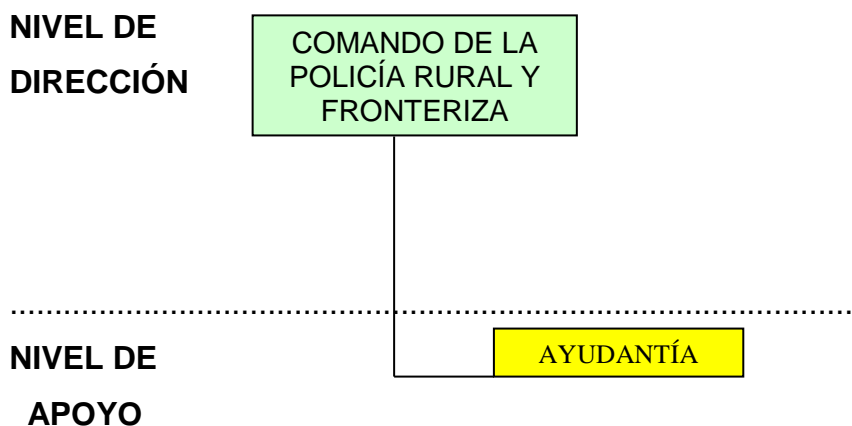 NIVEL DE
DIRECCIÓN
COMANDO DE LA
POLICÍA RURAL Y
FRONTERIZA
NIVEL DE
APOYO
AYUDANTÍA